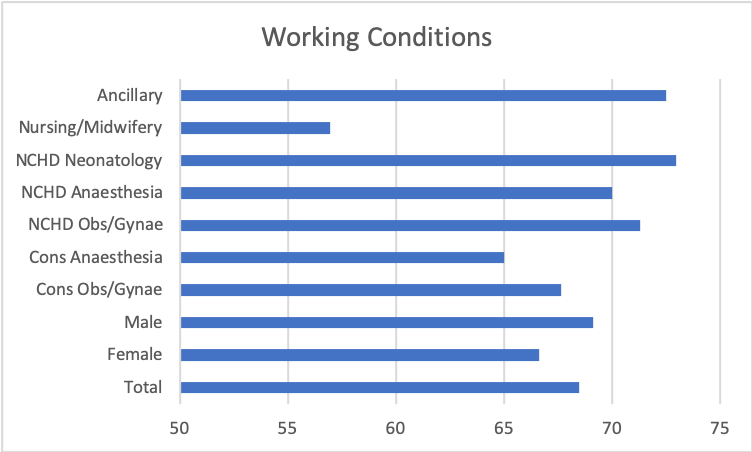 Working Conditions
Ancillary
Nursing/Midwifery
NCHD Neonatology
NCHD Anaesthesia
NCHD Obs/Gynae
Cons Anaesthesia
Cons Obs/Gynae
Male
Female
Total
50 55 60 65 70 75